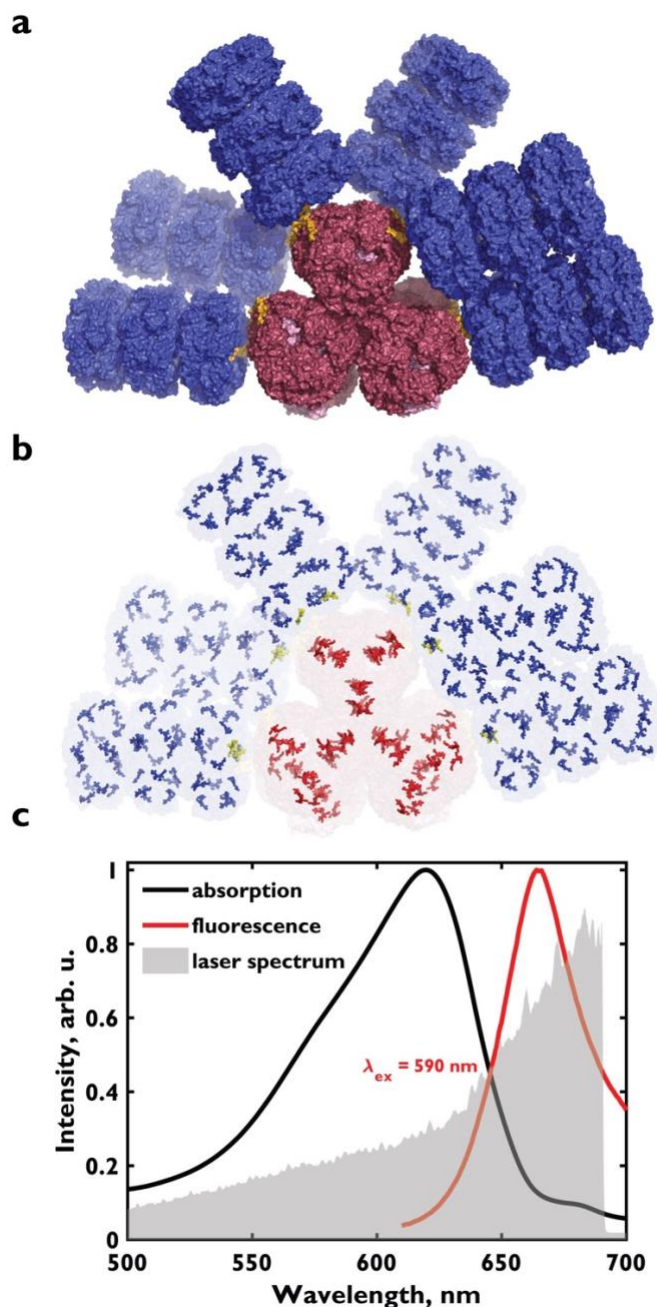 a
b
c
Intensity, arb. u.
1
0.8
0.6
0.4
0.2
0
absorption
fluorescence
laser spectrum
λex = 590 nm
500
550
600
650
700
Wavelength, nm